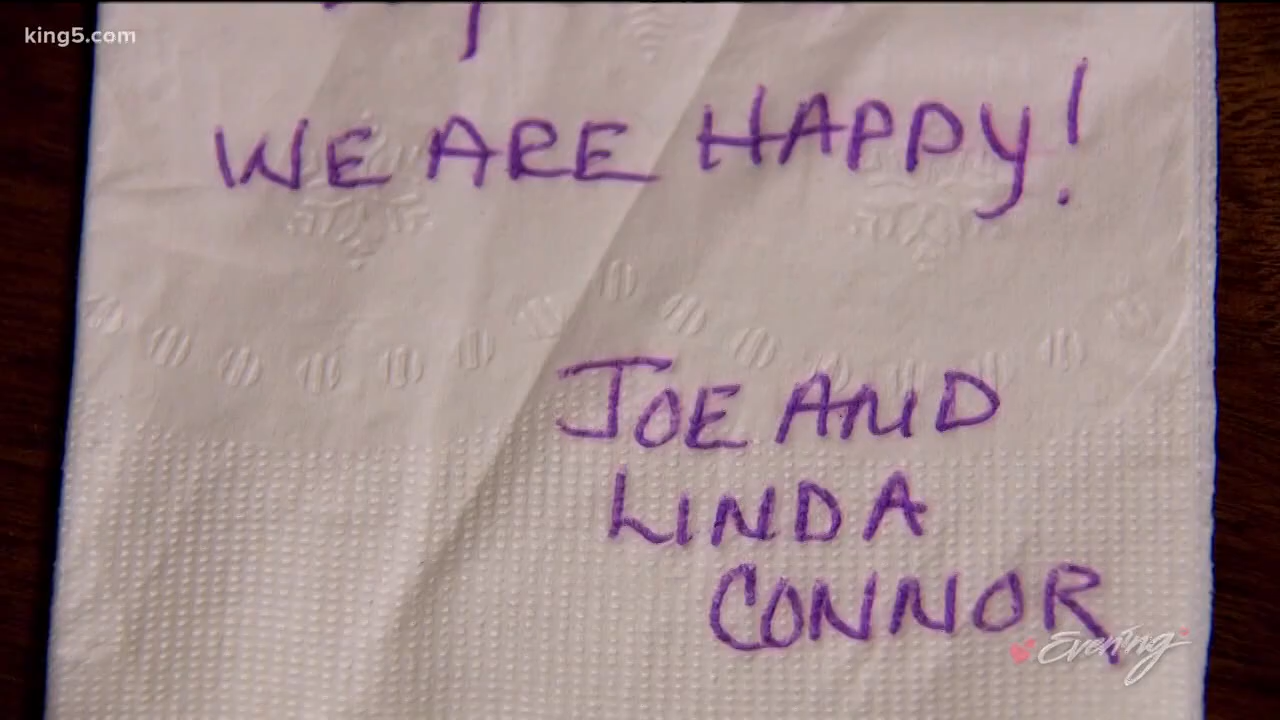 king5.com
WE ARE HAPPY!
JOE AND
LINDA
CONNOR
Evening